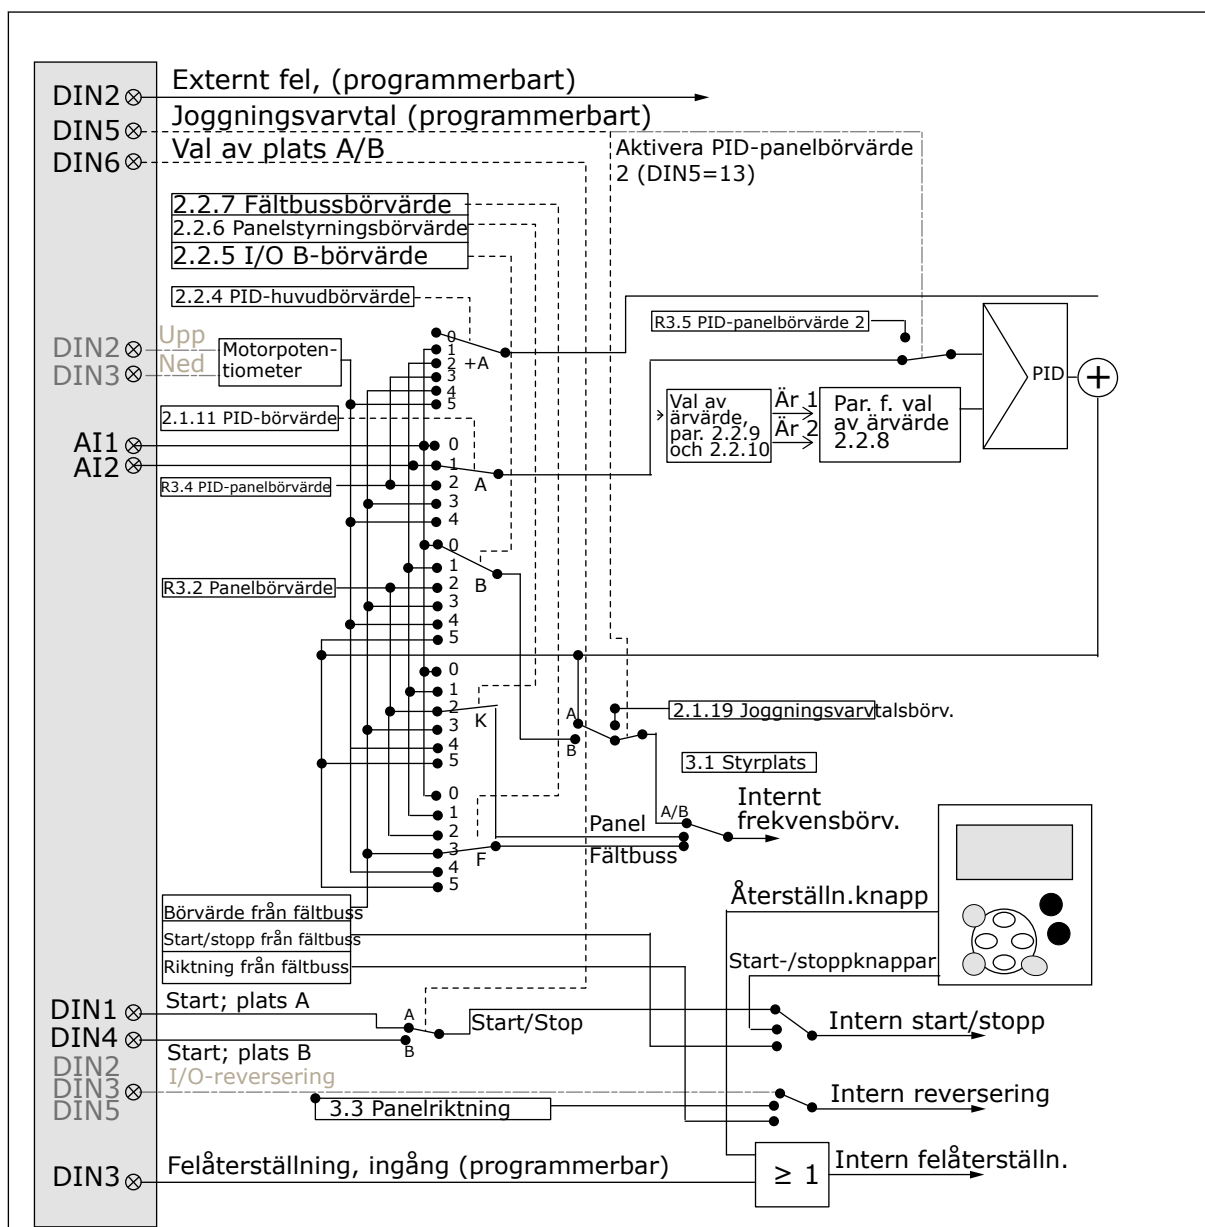 DIN2
Externt fel, (programmerbart)
DIN5
Joggningsvarvtal (programmerbart)
DIN6
Val av plats A/B
Aktivera PID-panelbörvärde
2 (DIN5=13)
2.2.7 Fältbussbörvärde
2.2.6 Panelstyrningsbörvärde
2.2.5 I/O B-börvärde
2.2.4 PID-huvudbörvärde
R3.5 PID-panelbörvärde 2
DIN2
Upp
DIN3
Ned
Motorpoten-
tiometer
0
1
2
3
4
5
+A
PID
+
2.1.11 PID-börvärde
Val av
ärvärde,
par. 2.2.9
och 2.2.10
Är 1
Är 2
Par. f. val
av ärvärde
2.2.8
AI1
AI2
R3.4 PID-panelbörvärde
0
1
2
3
4
A
R3.2 Panelbörvärde
0
1
2
3
4
5
B
0
1
2
3
4
5
K
A
B
2.1.19 Joggningsvarvtalsbörv.
3.1 Styrplats
0
1
2
3
4
5
F
A/B
Panel
Fältbuss
Internt
frekvensbörv.
Börvärde från fältbuss
Start/stopp från fältbuss
Riktning från fältbuss
Återställn.knapp
Start-/stoppknappar
DIN1
Start; plats A
DIN4
Start; plats B
A
B
Start/Stop
Intern start/stopp
DIN2
DIN3
DIN5
I/O-reversering
3.3 Panelriktning
Intern reversering
DIN3
Felåterställning, ingång (programmerbar)
≥ 1
Intern felåterställn.